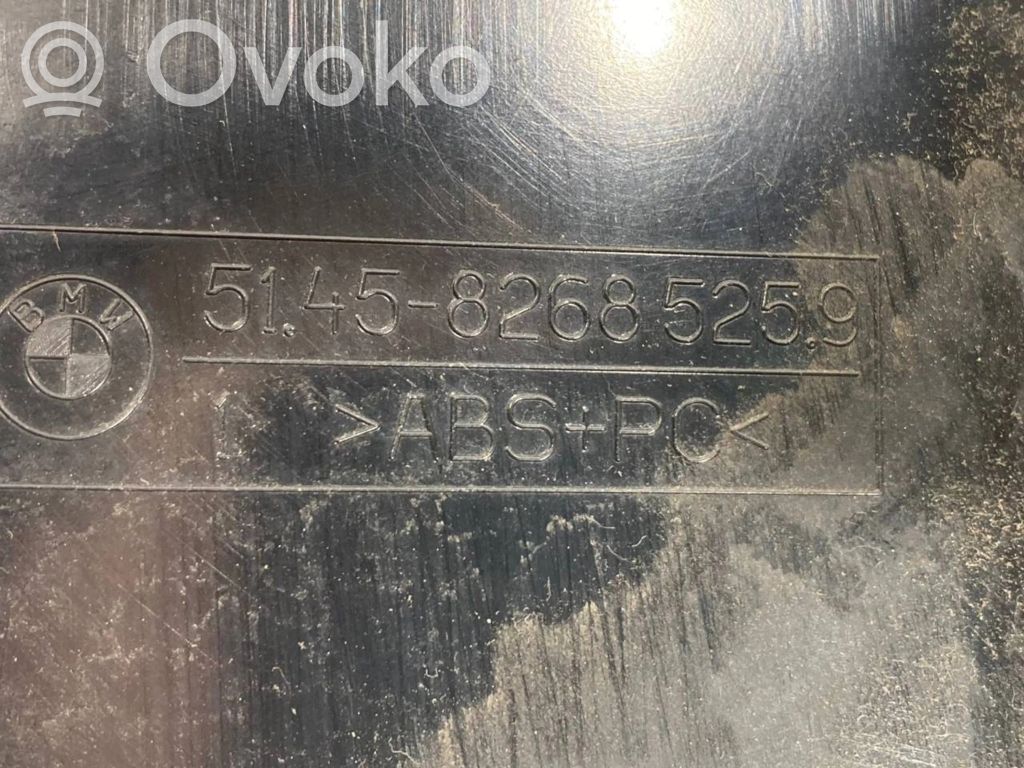 Ovoko
BMW
51.45-8268 525.9
1 >ABS+PC<